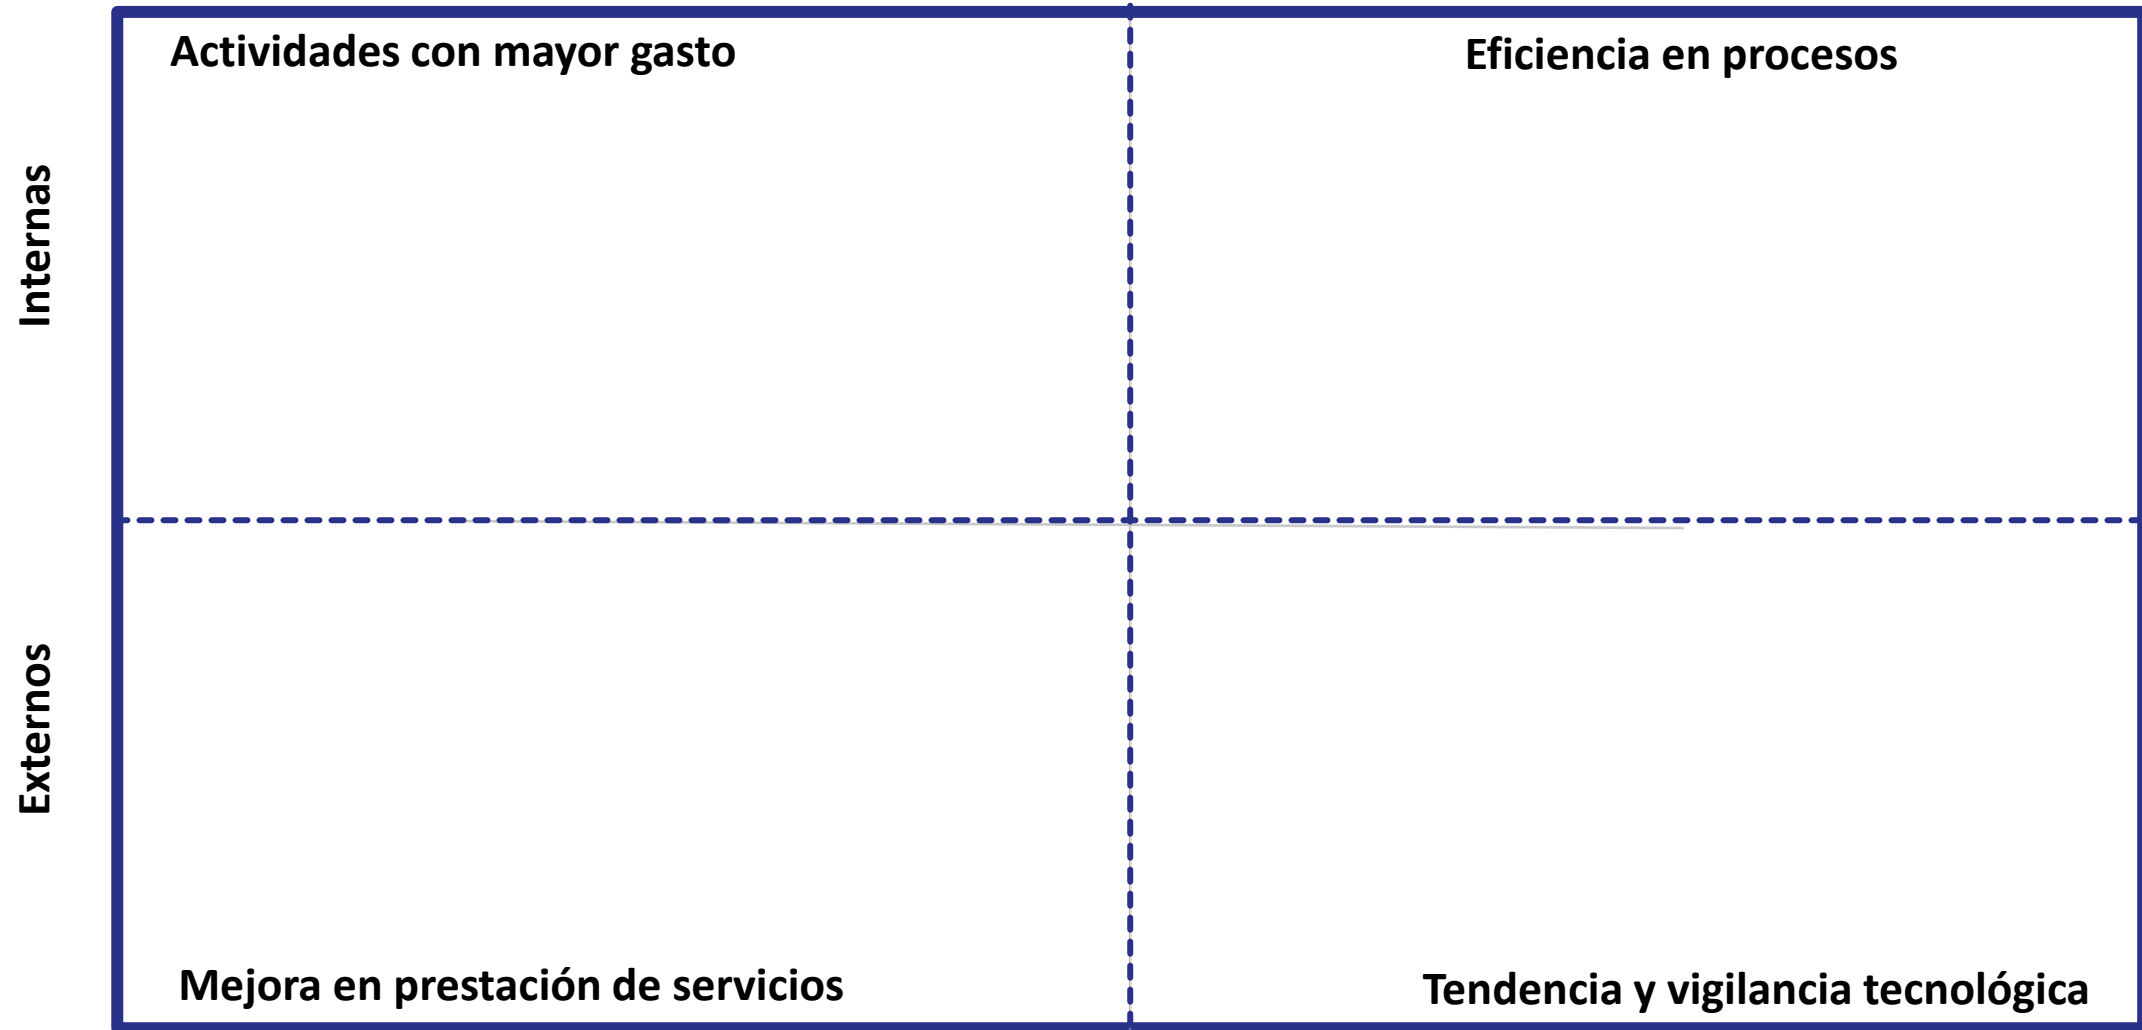 Actividades con mayor gasto
Eficiencia en procesos
Internas
Externos
Mejora en prestación de servicios
Tendencia y vigilancia tecnológica